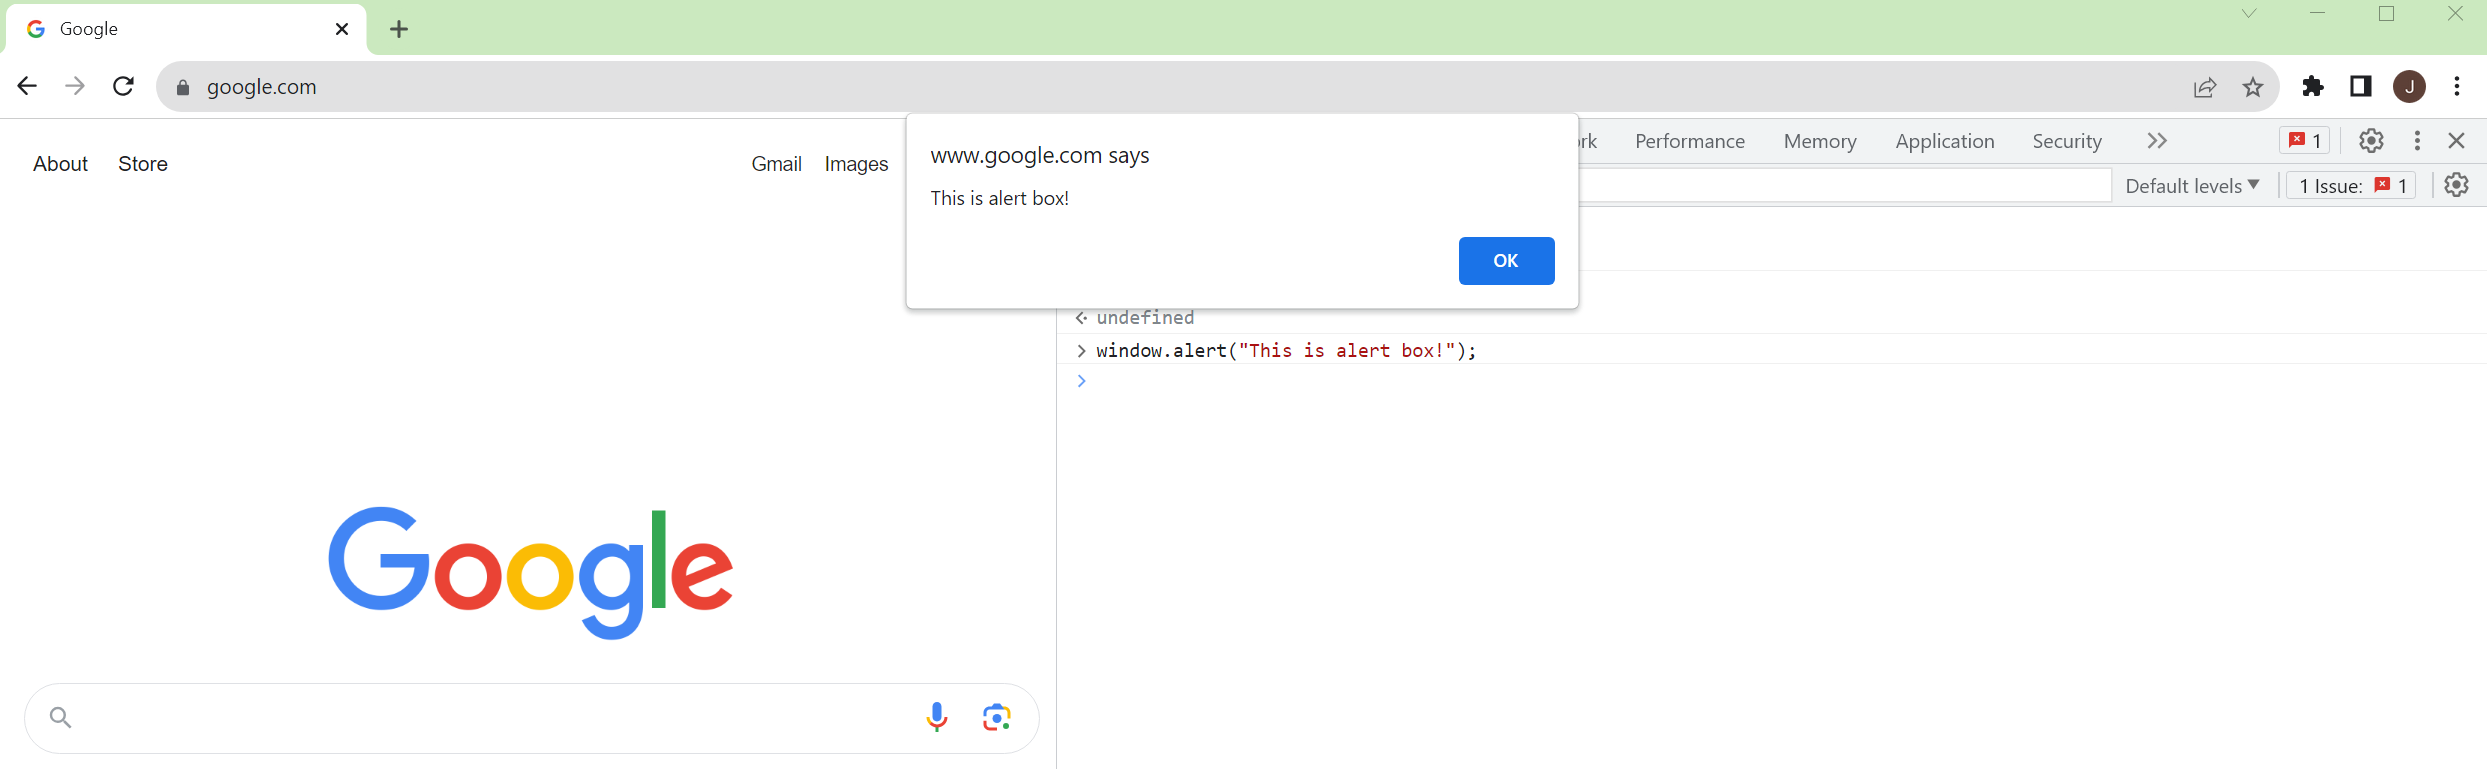 Google
google.com
J
About Store Gmail Images
www.google.com says
This is alert box!
OK
rk Performance Memory Application Security 1
Default levels 1 Issue: 1
undefined
window.alert("This is alert box!");
Google